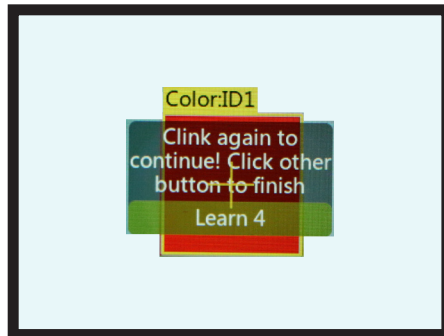 Color:ID1
Clink again to
continue! Click other
button to finish
Learn 4